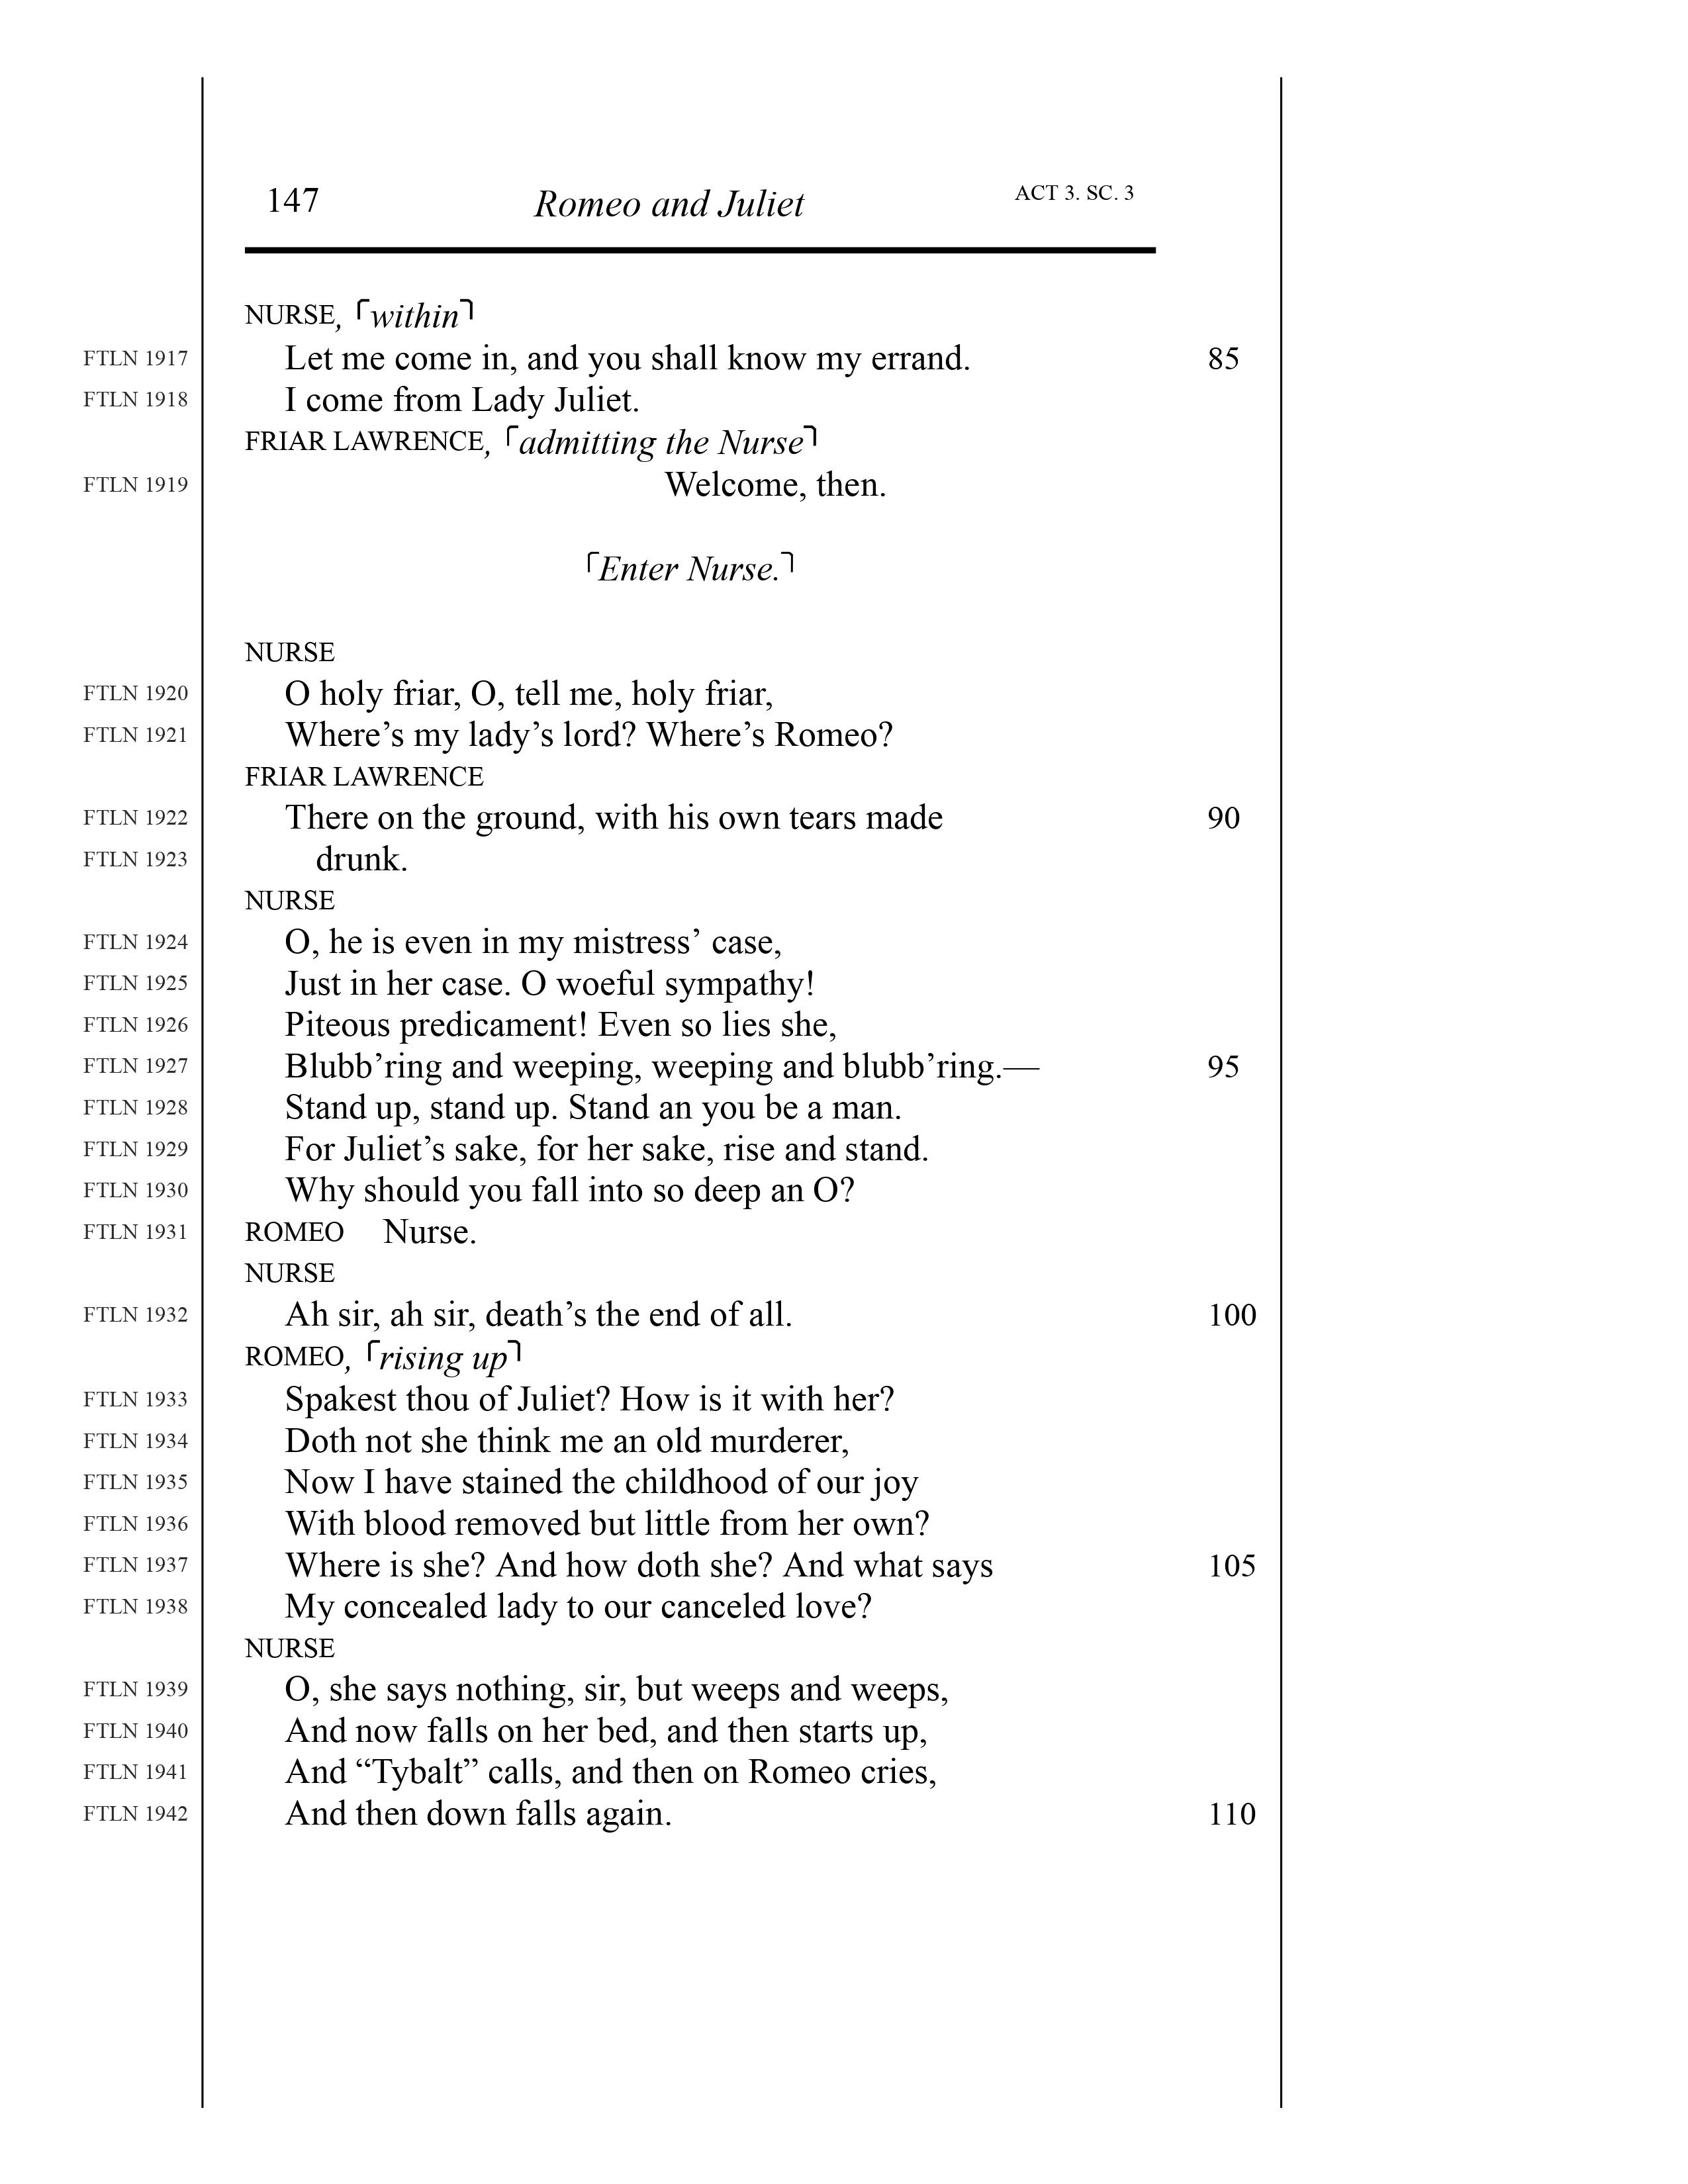 147 Romeo and Juliet ACT 3. SC. 3
NURSE, ⌜within⌝
FTLN 1917 Let me come in, and you shall know my errand. 85
FTLN 1918 I come from Lady Juliet.
FRIAR LAWRENCE, ⌜admitting the Nurse⌝
FTLN 1919 Welcome, then.
⌜Enter Nurse.⌝
NURSE
FTLN 1920 O holy friar, O, tell me, holy friar,
FTLN 1921 Where’s my lady’s lord? Where’s Romeo?
FRIAR LAWRENCE
FTLN 1922 There on the ground, with his own tears made 90
FTLN 1923 drunk.
NURSE
FTLN 1924 O, he is even in my mistress’ case,
FTLN 1925 Just in her case. O woeful sympathy!
FTLN 1926 Piteous predicament! Even so lies she,
FTLN 1927 Blubb’ring and weeping, weeping and blubb’ring.— 95
FTLN 1928 Stand up, stand up. Stand an you be a man.
FTLN 1929 For Juliet’s sake, for her sake, rise and stand.
FTLN 1930 Why should you fall into so deep an O?
FTLN 1931 ROMEO Nurse.
NURSE
FTLN 1932 Ah sir, ah sir, death’s the end of all. 100
ROMEO, ⌜rising up⌝
FTLN 1933 Spakest thou of Juliet? How is it with her?
FTLN 1934 Doth not she think me an old murderer,
FTLN 1935 Now I have stained the childhood of our joy
FTLN 1936 With blood removed but little from her own?
FTLN 1937 Where is she? And how doth she? And what says 105
FTLN 1938 My concealed lady to our canceled love?
NURSE
FTLN 1939 O, she says nothing, sir, but weeps and weeps,
FTLN 1940 And now falls on her bed, and then starts up,
FTLN 1941 And “Tybalt” calls, and then on Romeo cries,
FTLN 1942 And then down falls again. 110